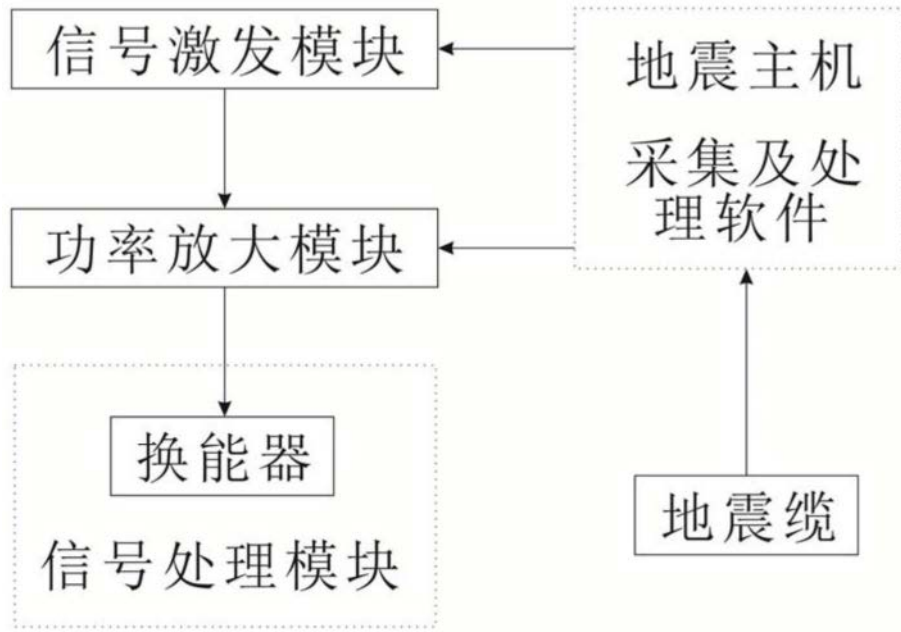 信号激发模块
地震主机
采集及处
理软件
功率放大模块
换能器
信号处理模块
地震缆